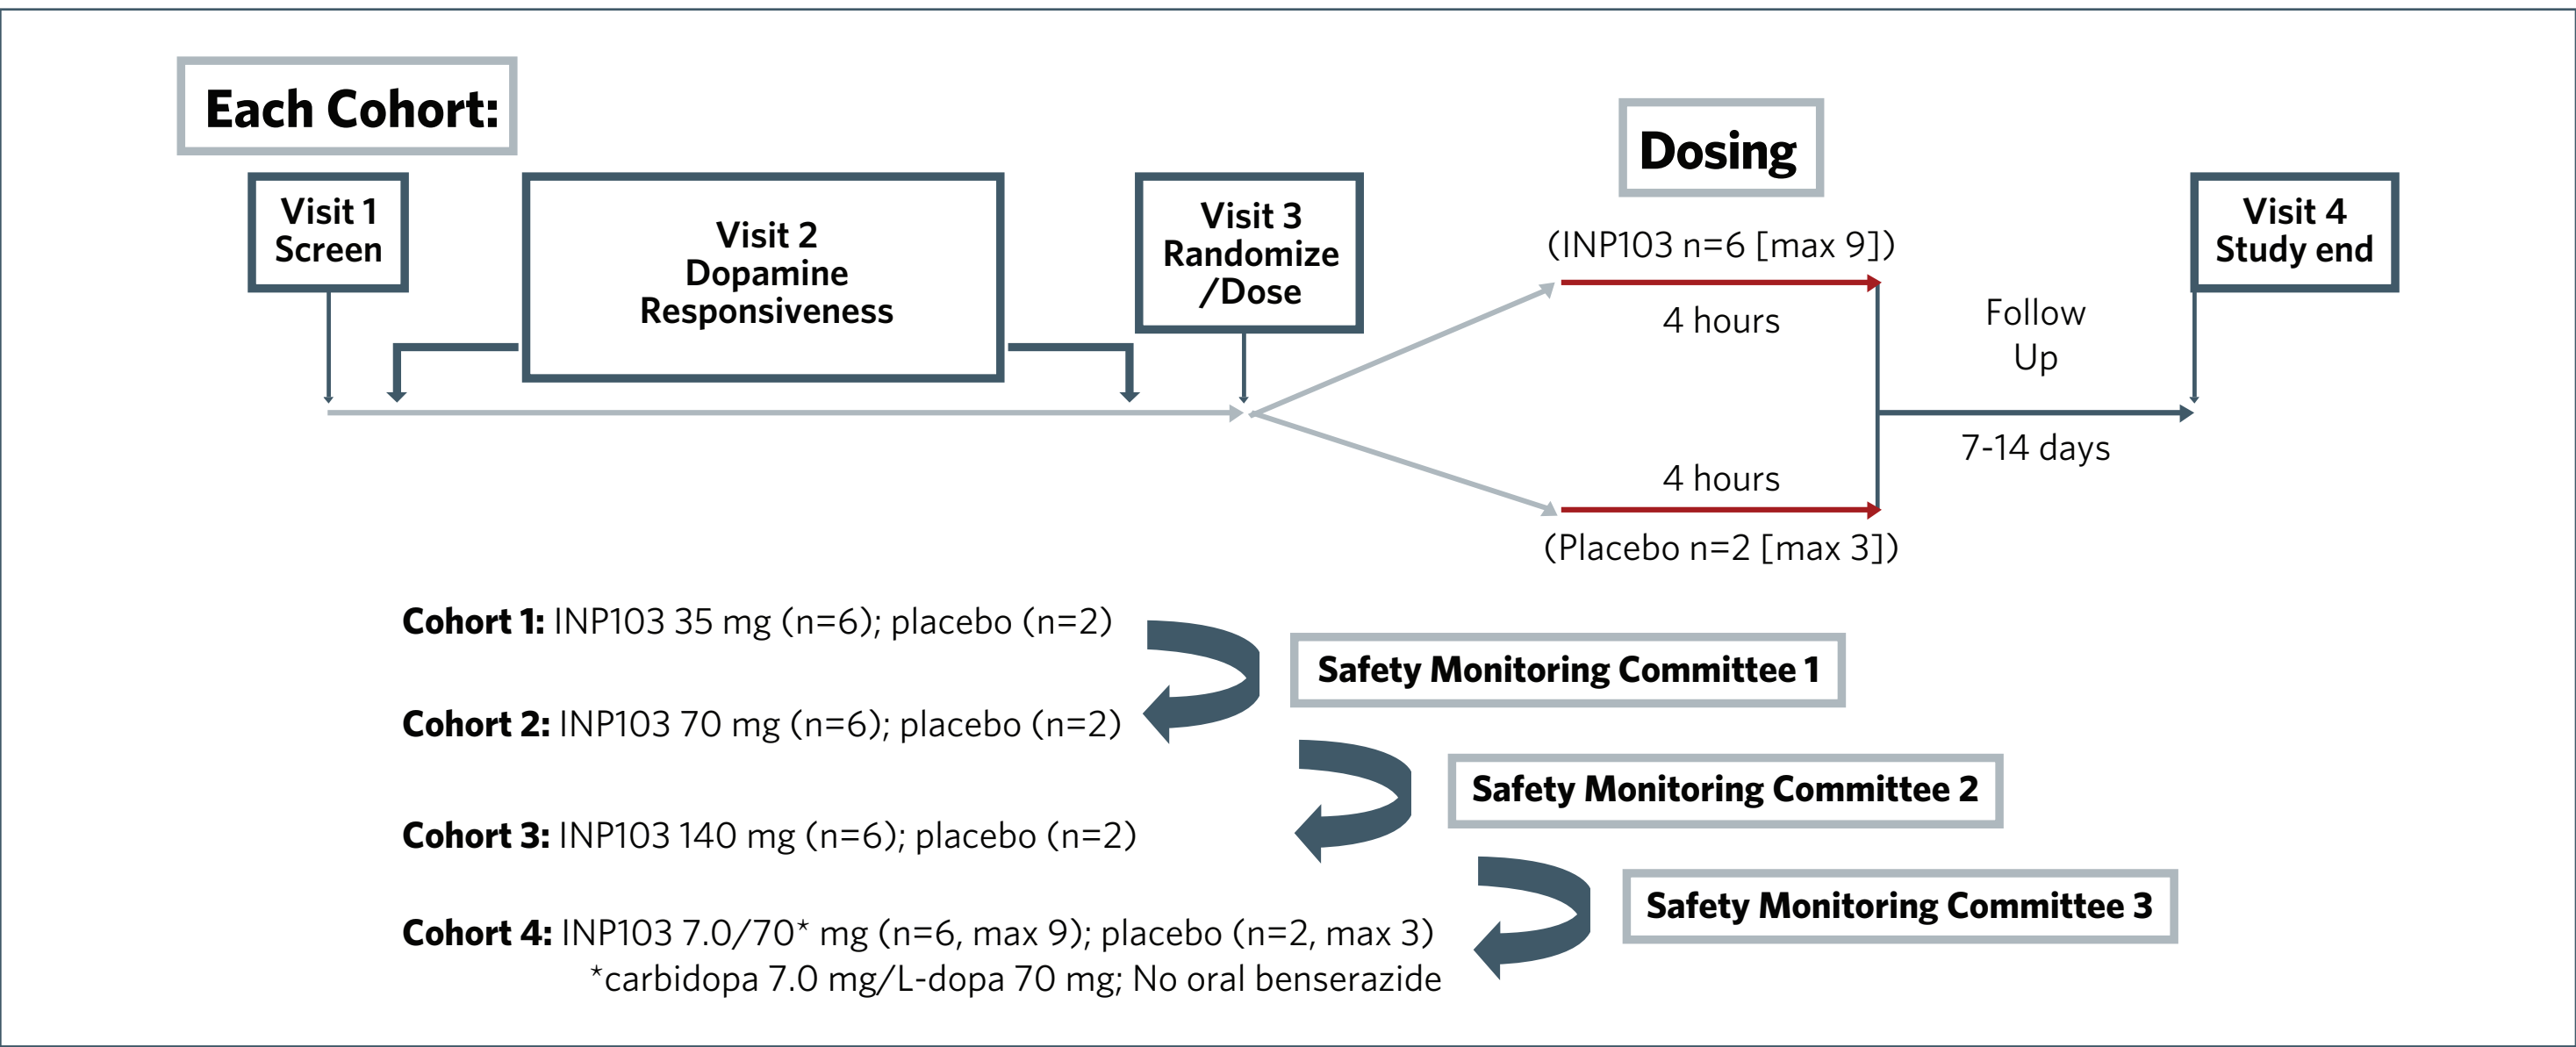 Each Cohort:
Visit 1
Screen
Visit 2
Dopamine
Responsiveness
Visit 3
Randomize
/Dose
Dosing
(INP103 n=6 [max 9])
4 hours
4 hours
(Placebo n=2 [max 3])
Follow
Up
7-14 days
Visit 4
Study end
Cohort 1: INP103 35 mg (n=6); placebo (n=2)
Safety Monitoring Committee 1
Cohort 2: INP103 70 mg (n=6); placebo (n=2)
Safety Monitoring Committee 2
Cohort 3: INP103 140 mg (n=6); placebo (n=2)
Safety Monitoring Committee 3
Cohort 4: INP103 7.0/70* mg (n=6, max 9); placebo (n=2, max 3)
*carbidopa 7.0 mg/L-dopa 70 mg; No oral benserazide